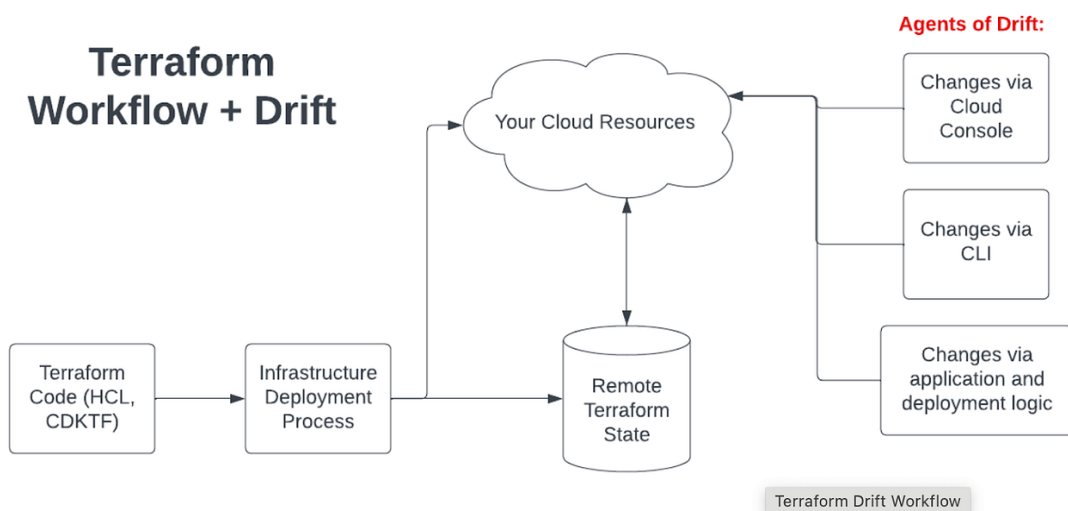 Agents of Drift:
Terraform
Workflow + Drift
Changes via
Cloud
Console
Your Cloud Resources
Changes via
CLI
Terraform
Code (HCL,
CDKTF)
Infrastructure
Deployment
Process
Remote
Terraform
State
Changes via
application and
deployment logic
Terraform Drift Workflow